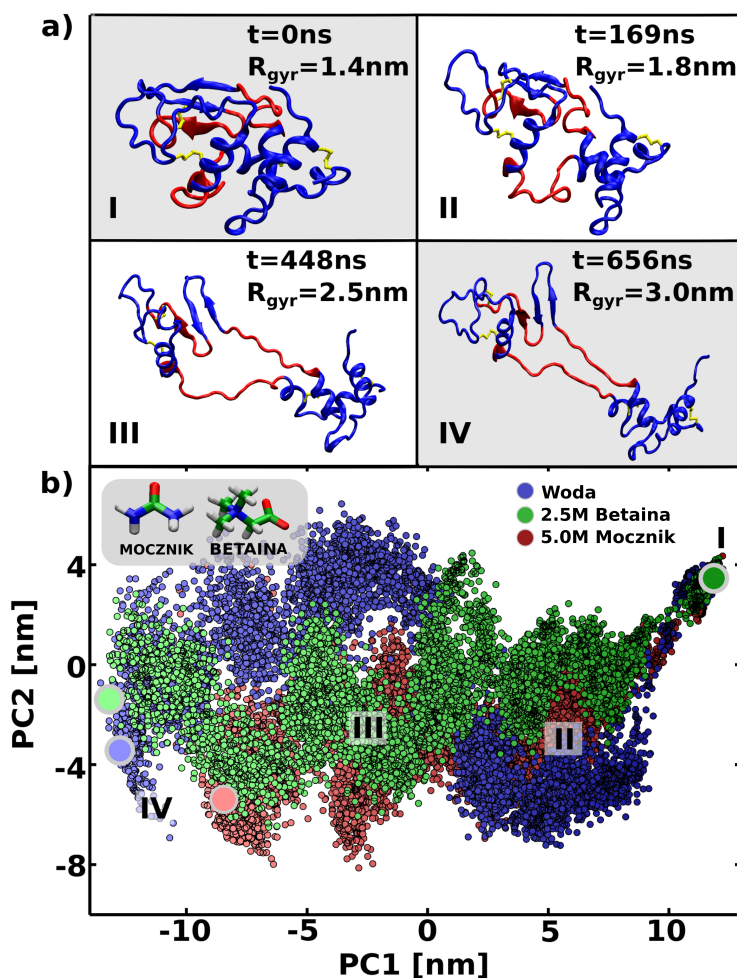 a)
t=0ns
Rgyr=1.4nm
I
t=169ns
Rgyr=1.8nm
II
t=448ns
Rgyr=2.5nm
III
t=656ns
Rgyr=3.0nm
IV
b)
MOCZNIK BETAINA
Woda
2.5M Betaina
5.0M Mocznik
I
II
III
IV
4
0
-4
-8
PC2 [nm]
-10 -5 0 5 10
PC1 [nm]